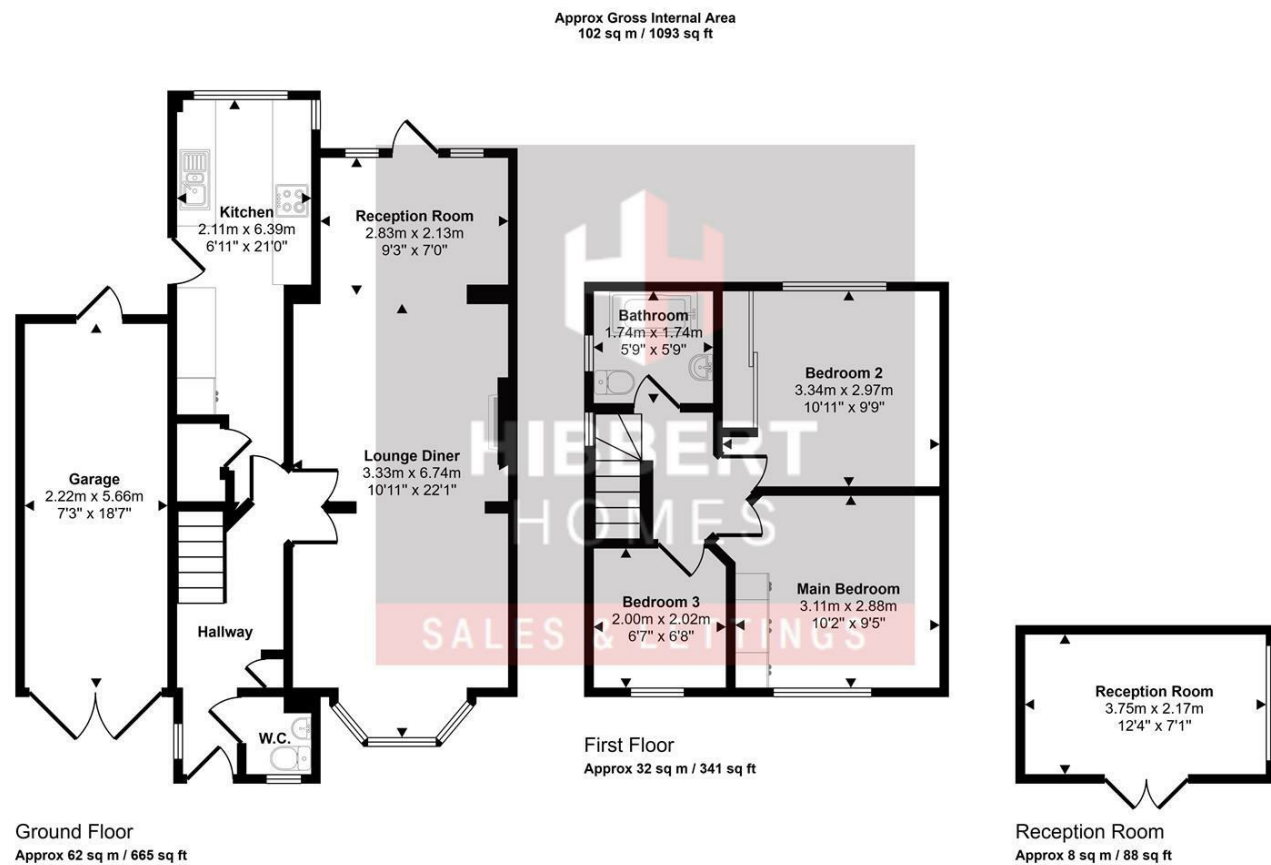 Approx Gross Internal Area
102 sq m / 1093 sq ft
Kitchen
2.11m x 6.39m
6'11" x 21'0"
Reception Room
2.83m x 2.13m
9'3" x 7'0"
Garage
2.22m x 5.66m
7'3" x 18'7"
Lounge Diner
3.33m x 6.74m
10'11" x 22'1"
Hallway
W.C.
Ground Floor
Approx 62 sq m / 665 sq ft
Bathroom
1.74m x 1.74m
5'9" x 5'9"
Bedroom 2
3.34m x 2.97m
10'11" x 9'9"
Bedroom 3
2.00m x 2.02m
6'7" x 6'8"
Main Bedroom
3.11m x 2.88m
10'2" x 9'5"
First Floor
Approx 32 sq m / 341 sq ft
Reception Room
3.75m x 2.17m
12'4" x 7'1"
Reception Room
Approx 8 sq m / 88 sq ft
HIBBERT
HOMES
SALES & LETTINGS